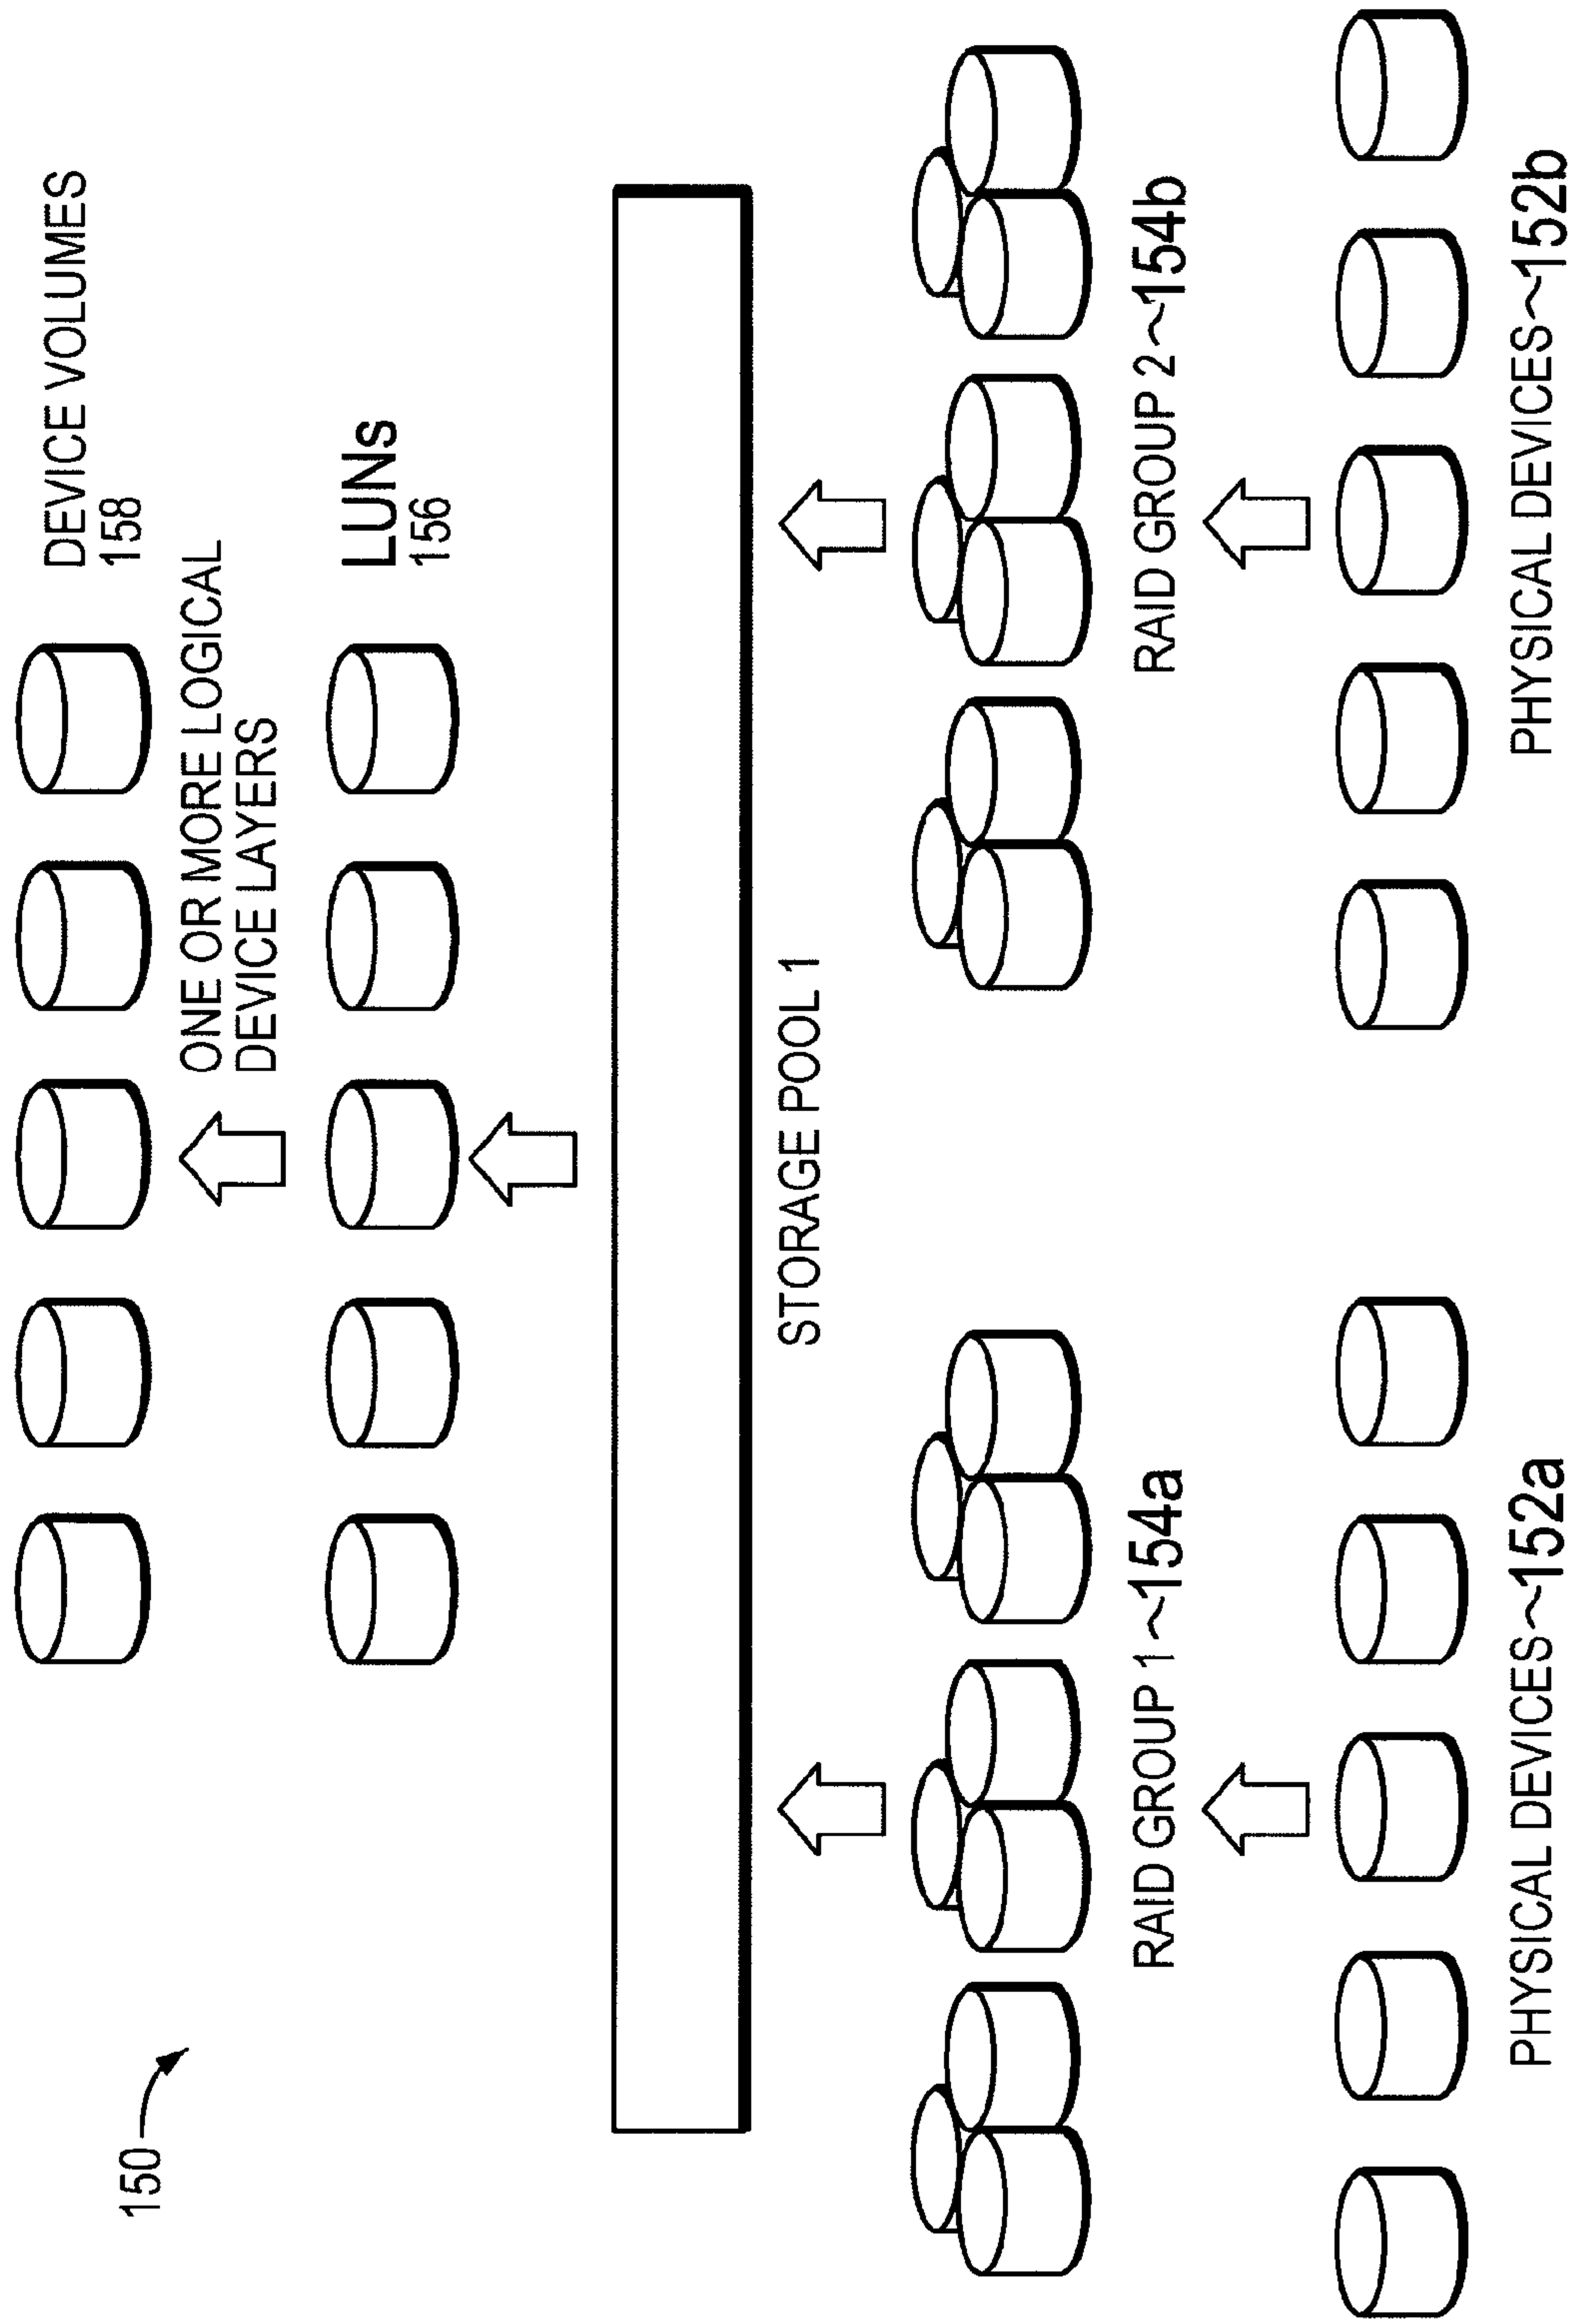 150
DEVICE VOLUMES
158
ONE OR MORE LOGICAL
DEVICE LAYERS
LUNs
156
STORAGE POOL 1
RAID GROUP 1~154a
RAID GROUP 2~154b
PHYSICAL DEVICES~152a
PHYSICAL DEVICES~152b